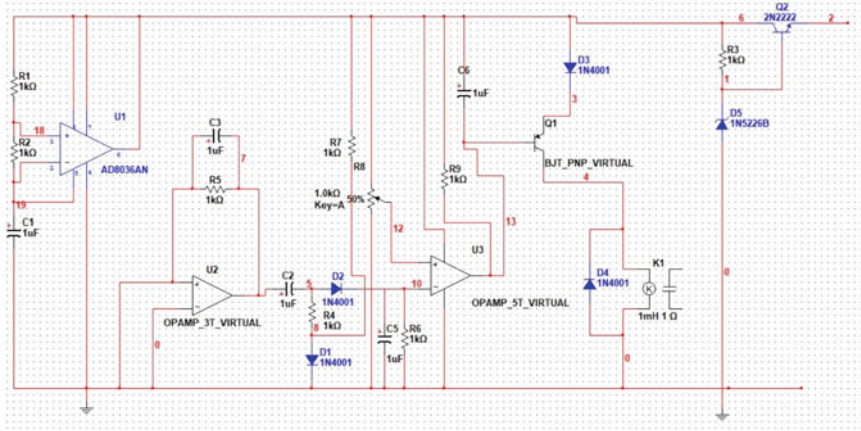 Q2
6
2N2222
2
R1
1kΩ
R2
1kΩ
18
3
2
19
U1
6
AD8036AN
C1
1uF
C3
1uF
7
R5
1kΩ
U2
OPAMP_3T_VIRTUAL
0
C2
1uF
5
D2
1N4001
R4
1kΩ
8
D1
1N4001
R7
1kΩ
R8
1.0kΩ
Key=A
50%
12
10
C5
1uF
R6
1kΩ
C6
1uF
R9
1kΩ
U3
13
OPAMP_5T_VIRTUAL
D3
1N4001
3
Q1
BJT_PNP_VIRTUAL
4
D4
1N4001
K1
K
1mH 1 Ω
0
R3
1kΩ
1
D5
1N5226B
0